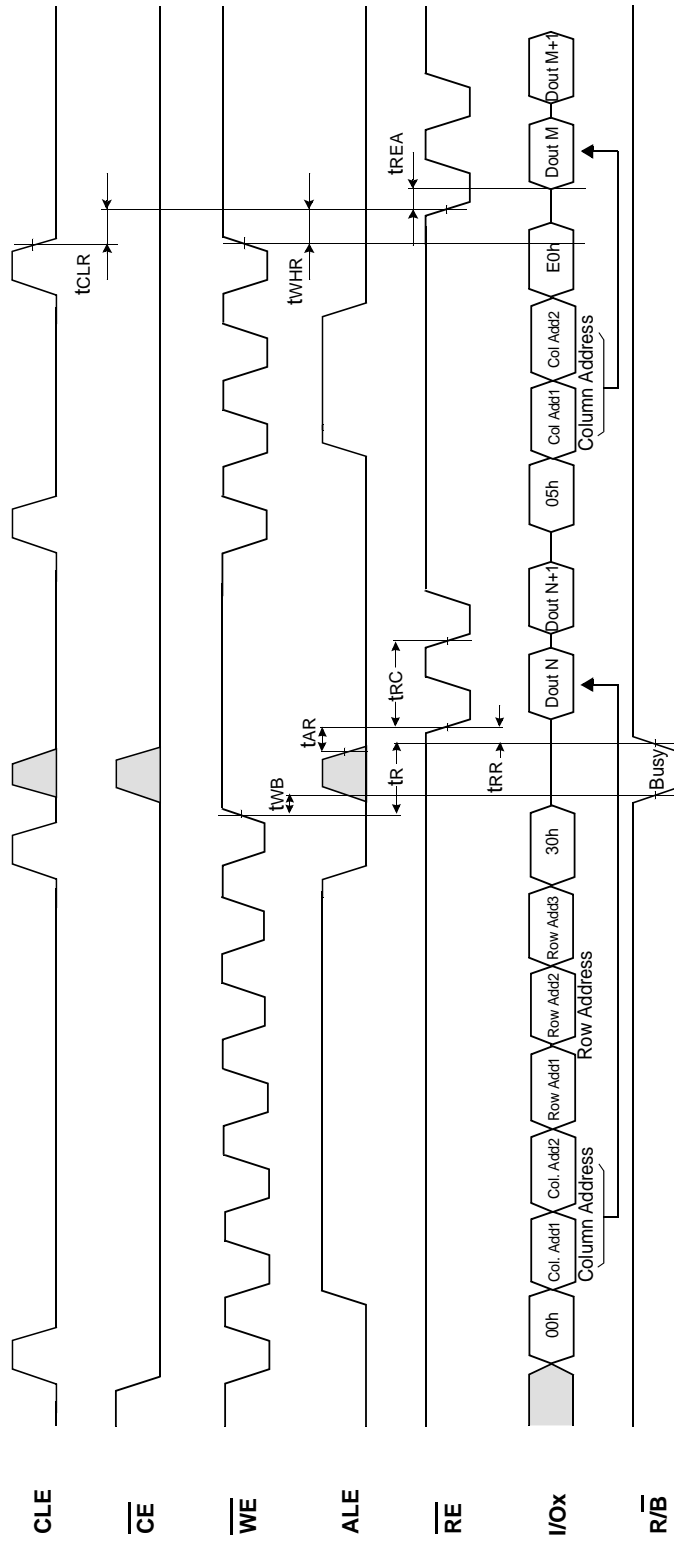 CLE
tCLR
CE
WE
tWB
tWHR
ALE
tAR
RE
tR
tRC
tREA
tRR
I/Ox
00h
Col. Add1
Col. Add2
Row Add1
Row Add2
Row Add3
30h
Dout N
Dout N+1
05h
Col Add1
Col Add2
E0h
Dout M
Dout M+1
Column Address
Row Address
Column Address
R/B
Busy